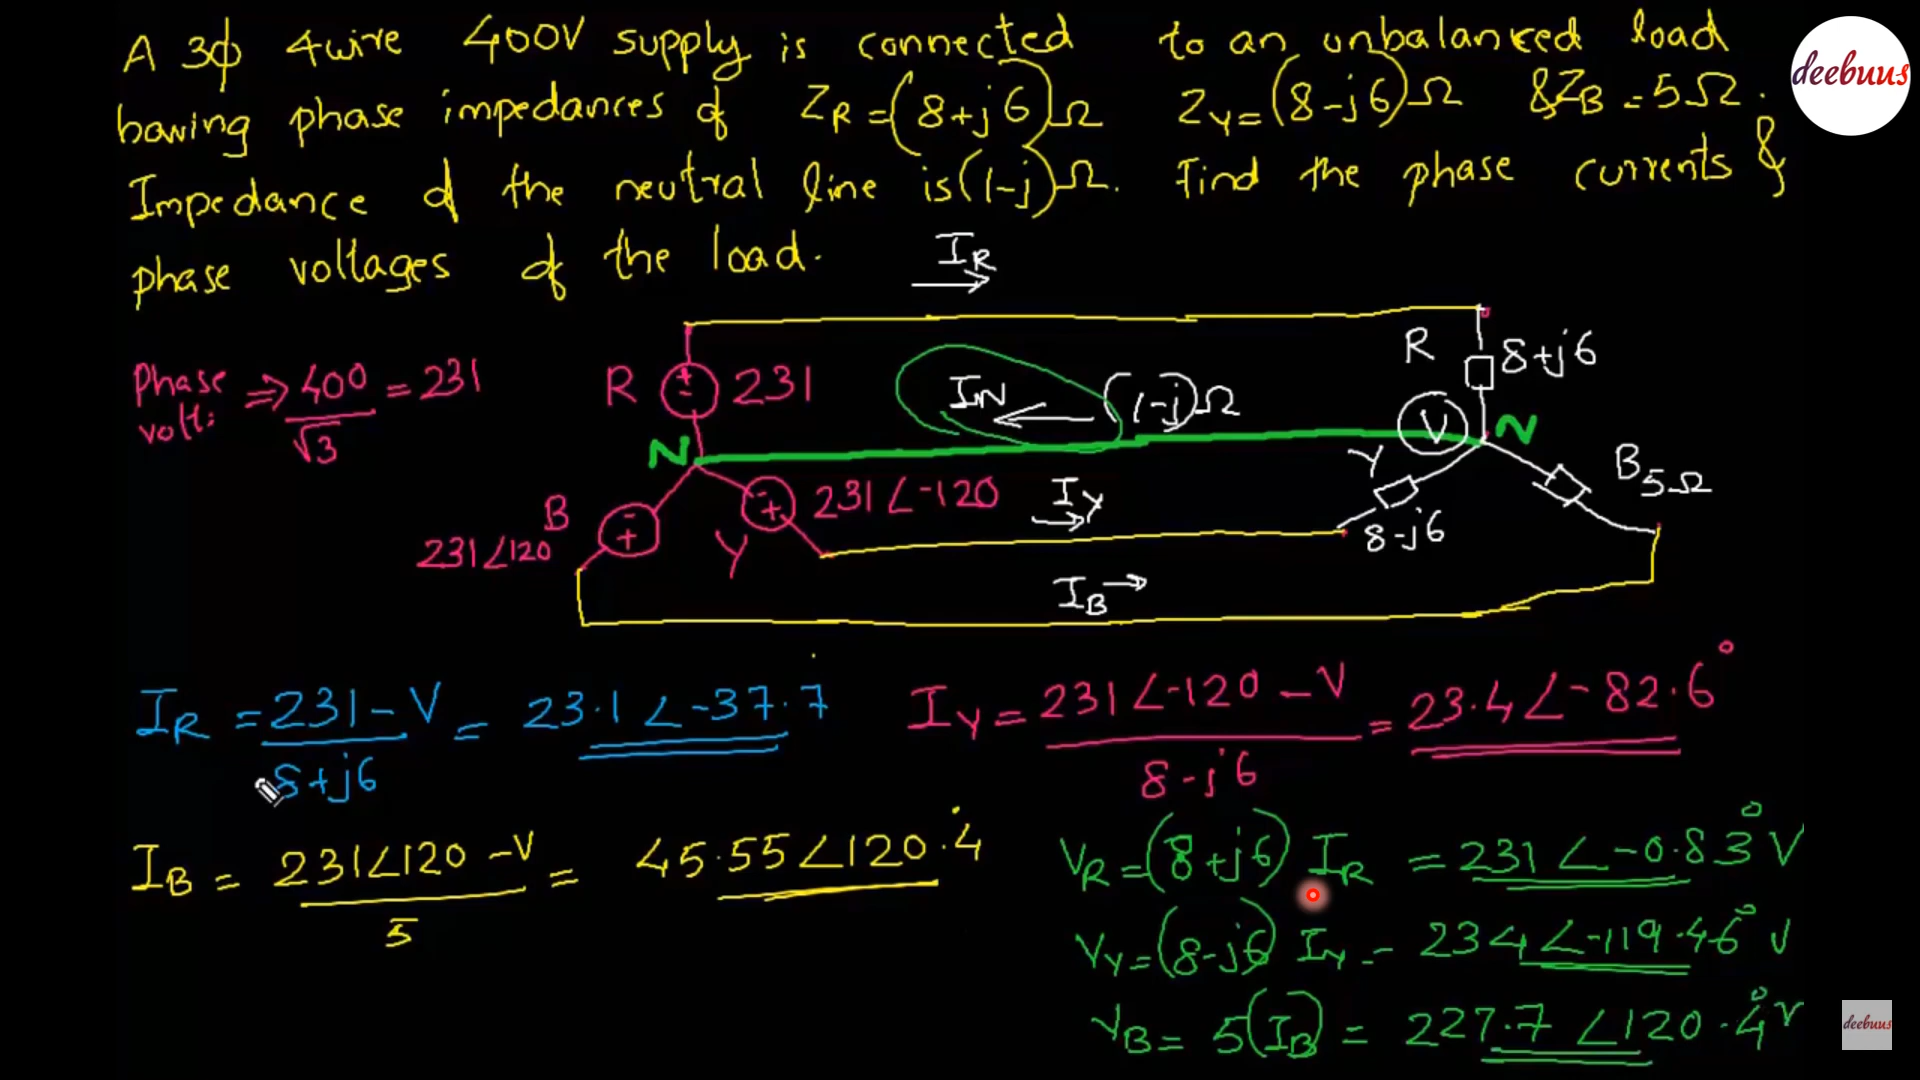 A 3ϕ 4wire 400V supply is connected to an unbalanced load
having phase impedances of ZR=(8+j6)Ω ZY=(8-j6)Ω &ZB=5Ω.
Impedance of the neutral line is(1-j)Ω. Find the phase currents &
phase voltages of the load.
deebuus
IR
Phase volt: ⇒ 400/√3 = 231
R 231
IN (1-j)Ω
R 8+j6
V N
N
B 5Ω
Y
231∠-120
IY
8-j6
B
231∠120
Y
IB
IR = (231-V)/(8+j6) = 23.1∠-37.7
IY = (231∠-120 -V)/(8-j6) = 23.4∠-82.6°
IB = (231∠120 -V)/5 = 45.55∠120.4°
VR=(8+j6) IR = 231∠-0.83° V
VY=(8-j6) IY = 234∠-119.46° V
VB= 5(IB) = 227.7∠120.4° V
deebuus